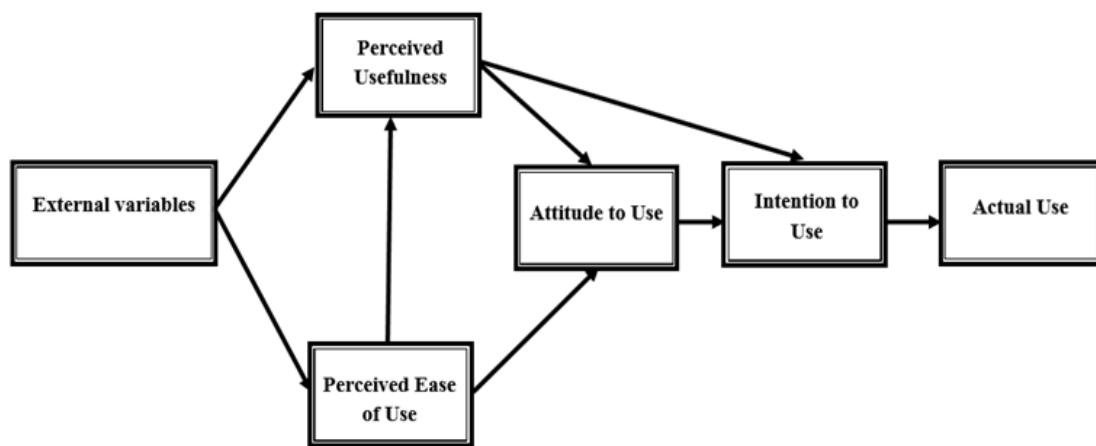 Perceived
Usefulness
External variables
Attitude to Use
Intention to
Use
Actual Use
Perceived Ease
of Use